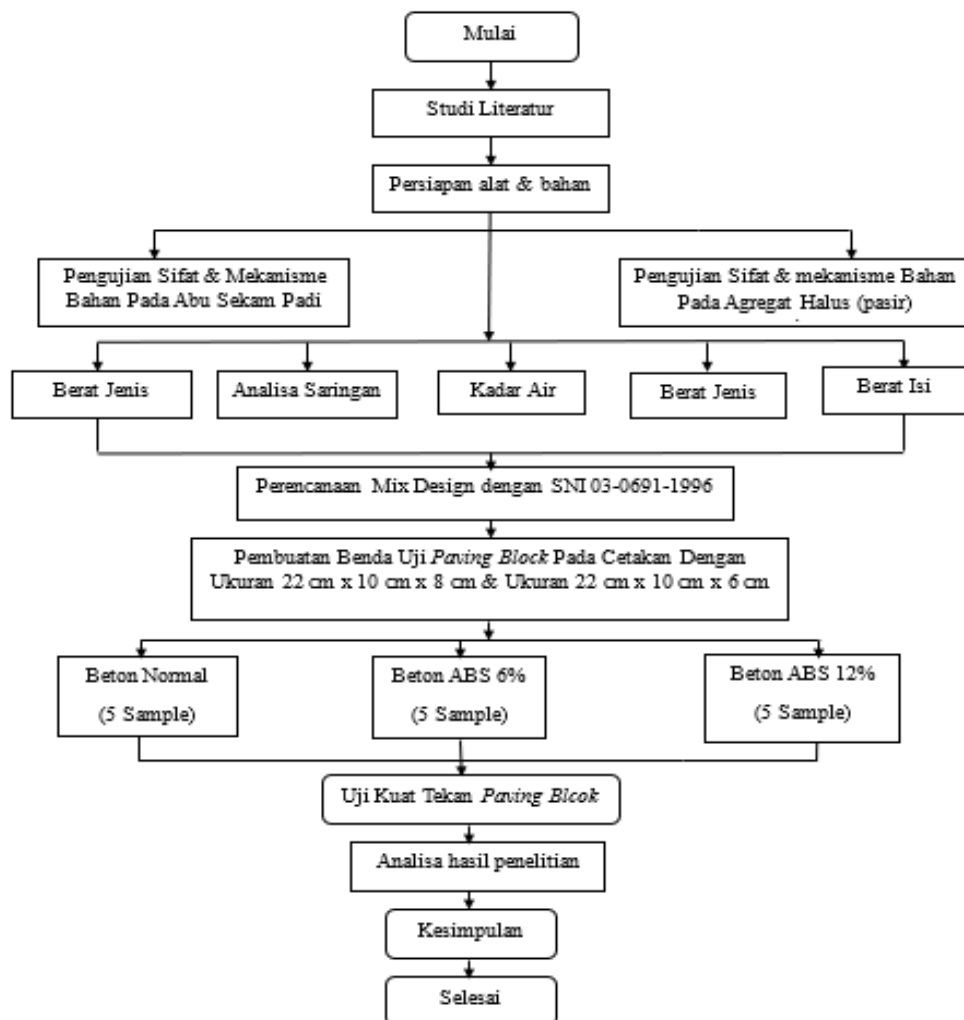 Mulai
Studi Literatur
Persiapan alat & bahan
Pengujian Sifat & Mekanisme
Bahan Pada Abu Sekam Padi
Pengujian Sifat & mekanisme Bahan
Pada Agregat Halus (pasir)
Berat Jenis
Analisa Saringan
Kadar Air
Berat Jenis
Berat Isi
Perencanaan Mix Design dengan SNI 03-0691-1996
Pembuatan Benda Uji Paving Block Pada Cetakan Dengan
Ukuran 22 cm x 10 cm x 8 cm & Ukuran 22 cm x 10 cm x 6 cm
Beton Normal
(5 Sample)
Beton ABS 6%
(5 Sample)
Beton ABS 12%
(5 Sample)
Uji Kuat Tekan Paving Blcok
Analisa hasil penelitian
Kesimpulan
Selesai